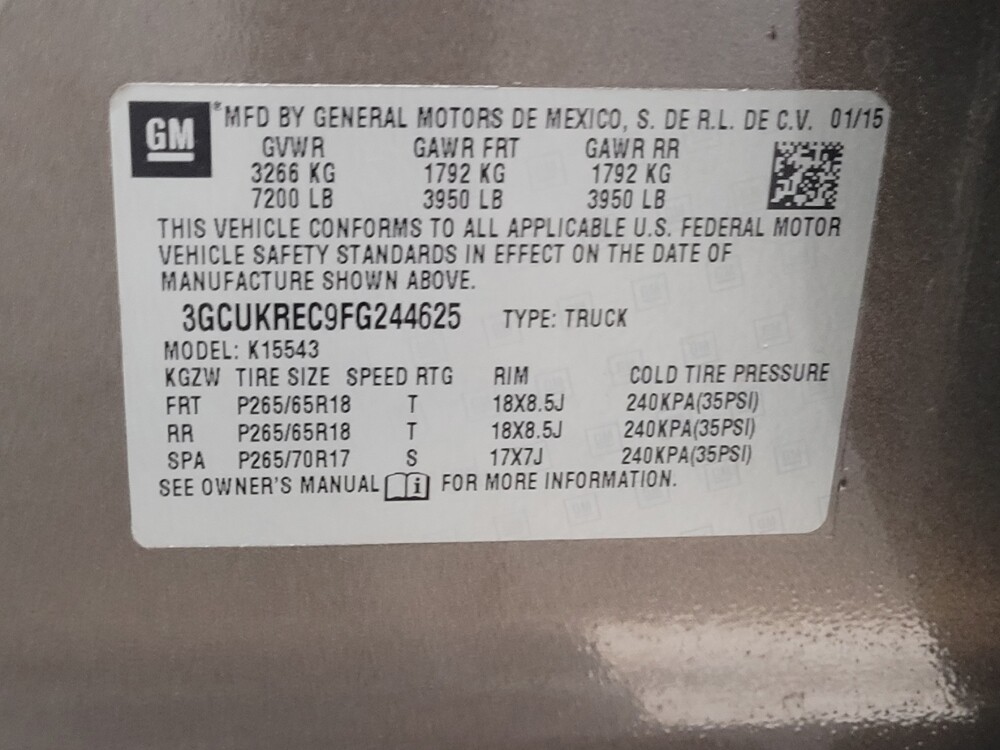 GM
®MFD BY GENERAL MOTORS DE MEXICO, S. DE R.L. DE C.V. 01/15
GVWR GAWR FRT GAWR RR
3266 KG 1792 KG 1792 KG
7200 LB 3950 LB 3950 LB
THIS VEHICLE CONFORMS TO ALL APPLICABLE U.S. FEDERAL MOTOR
VEHICLE SAFETY STANDARDS IN EFFECT ON THE DATE OF
MANUFACTURE SHOWN ABOVE.
3GCUKREC9FG244625 TYPE: TRUCK
MODEL: K15543
KGZW TIRE SIZE SPEED RTG RIM COLD TIRE PRESSURE
FRT P265/65R18 T 18X8.5J 240KPA(35PSI)
RR P265/65R18 T 18X8.5J 240KPA(35PSI)
SPA P265/70R17 S 17X7J 240KPA(35PSI)
SEE OWNER'S MANUAL i FOR MORE INFORMATION.